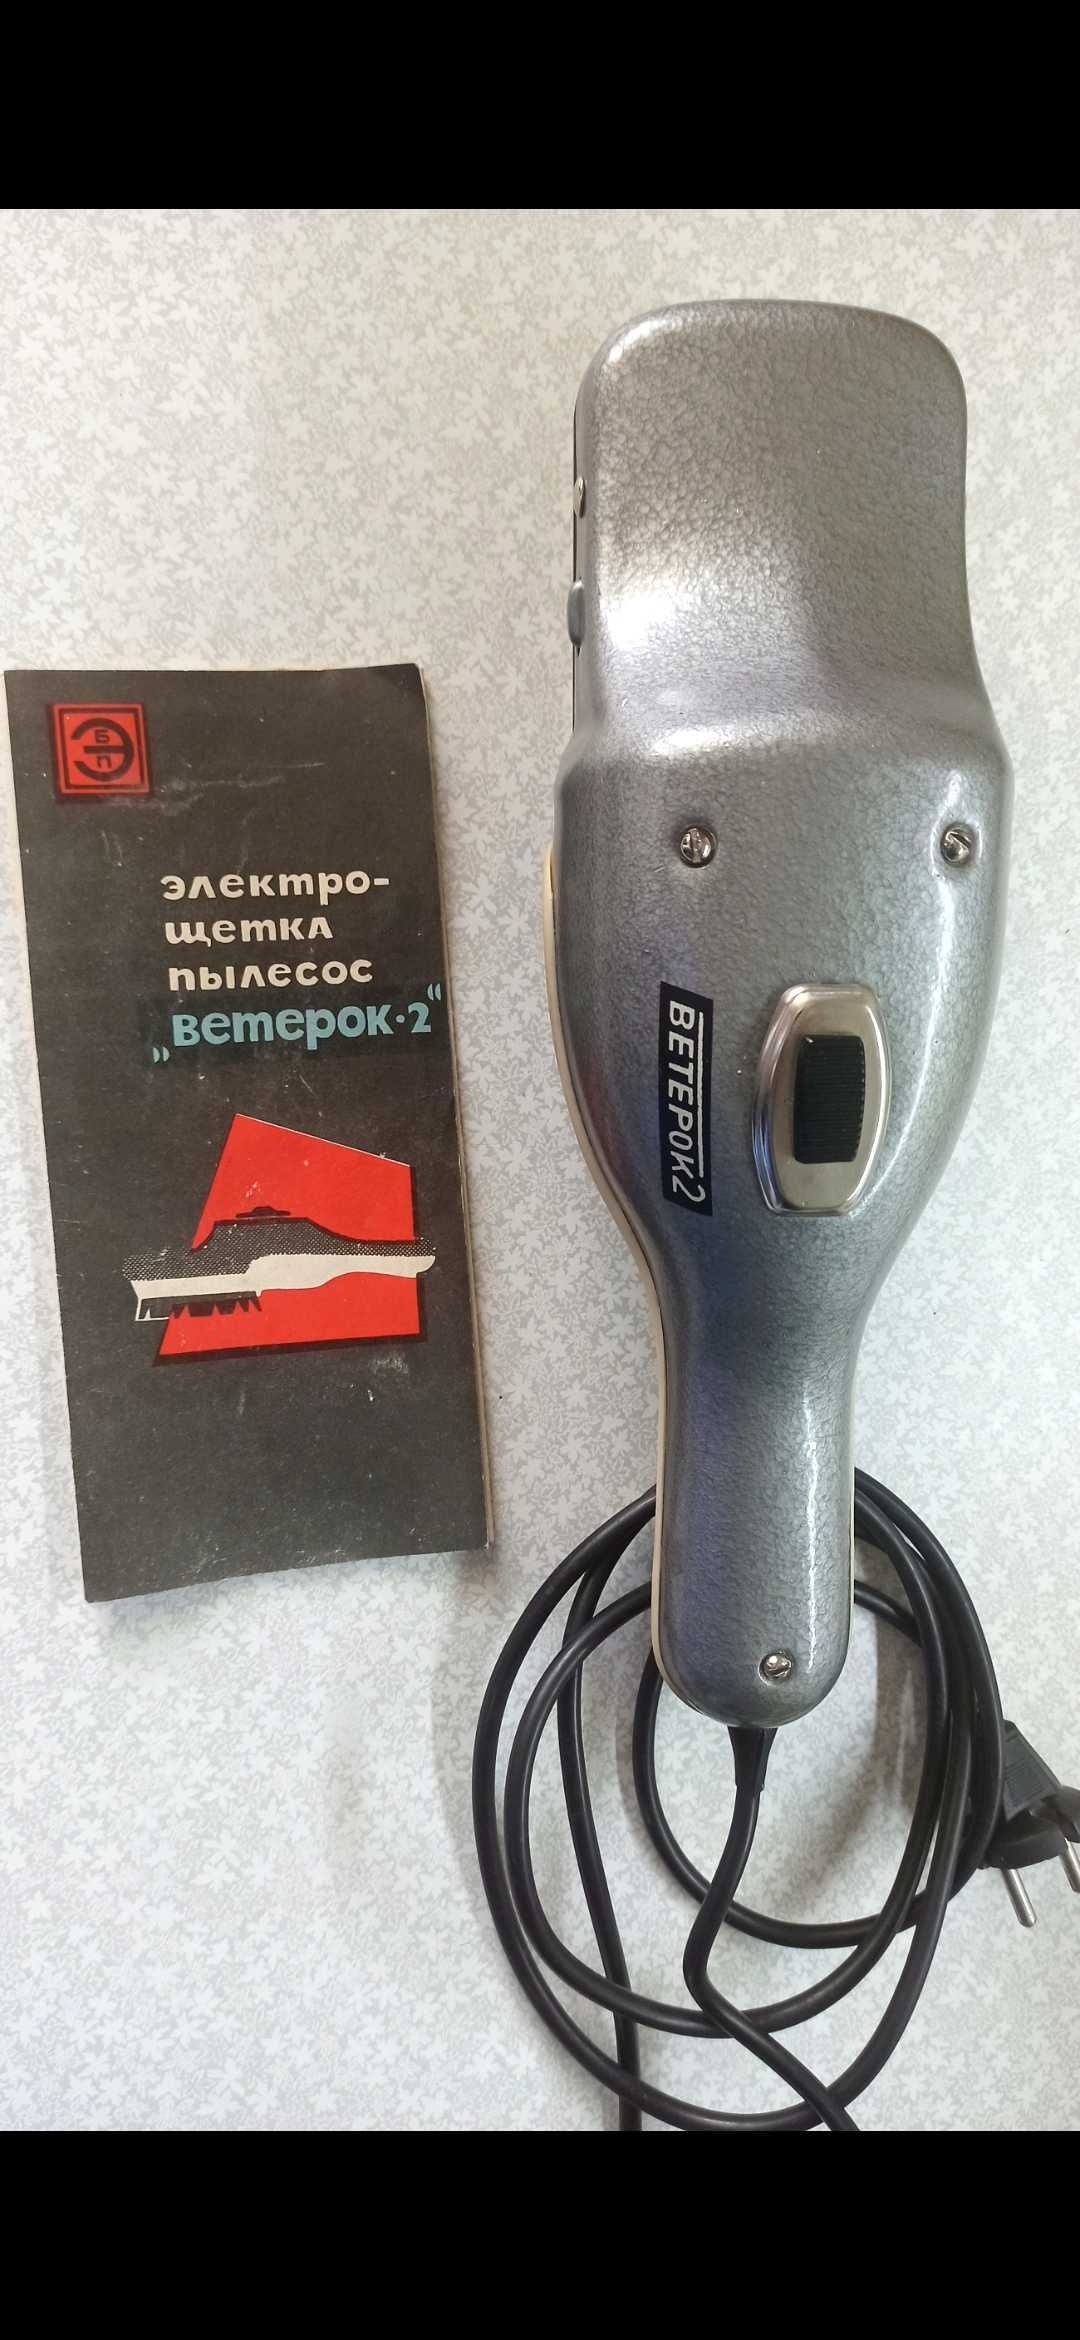 Э
Б
П
электро-
щетка
пылесос
„ветерок·2“
ВЕТЕРОК 2